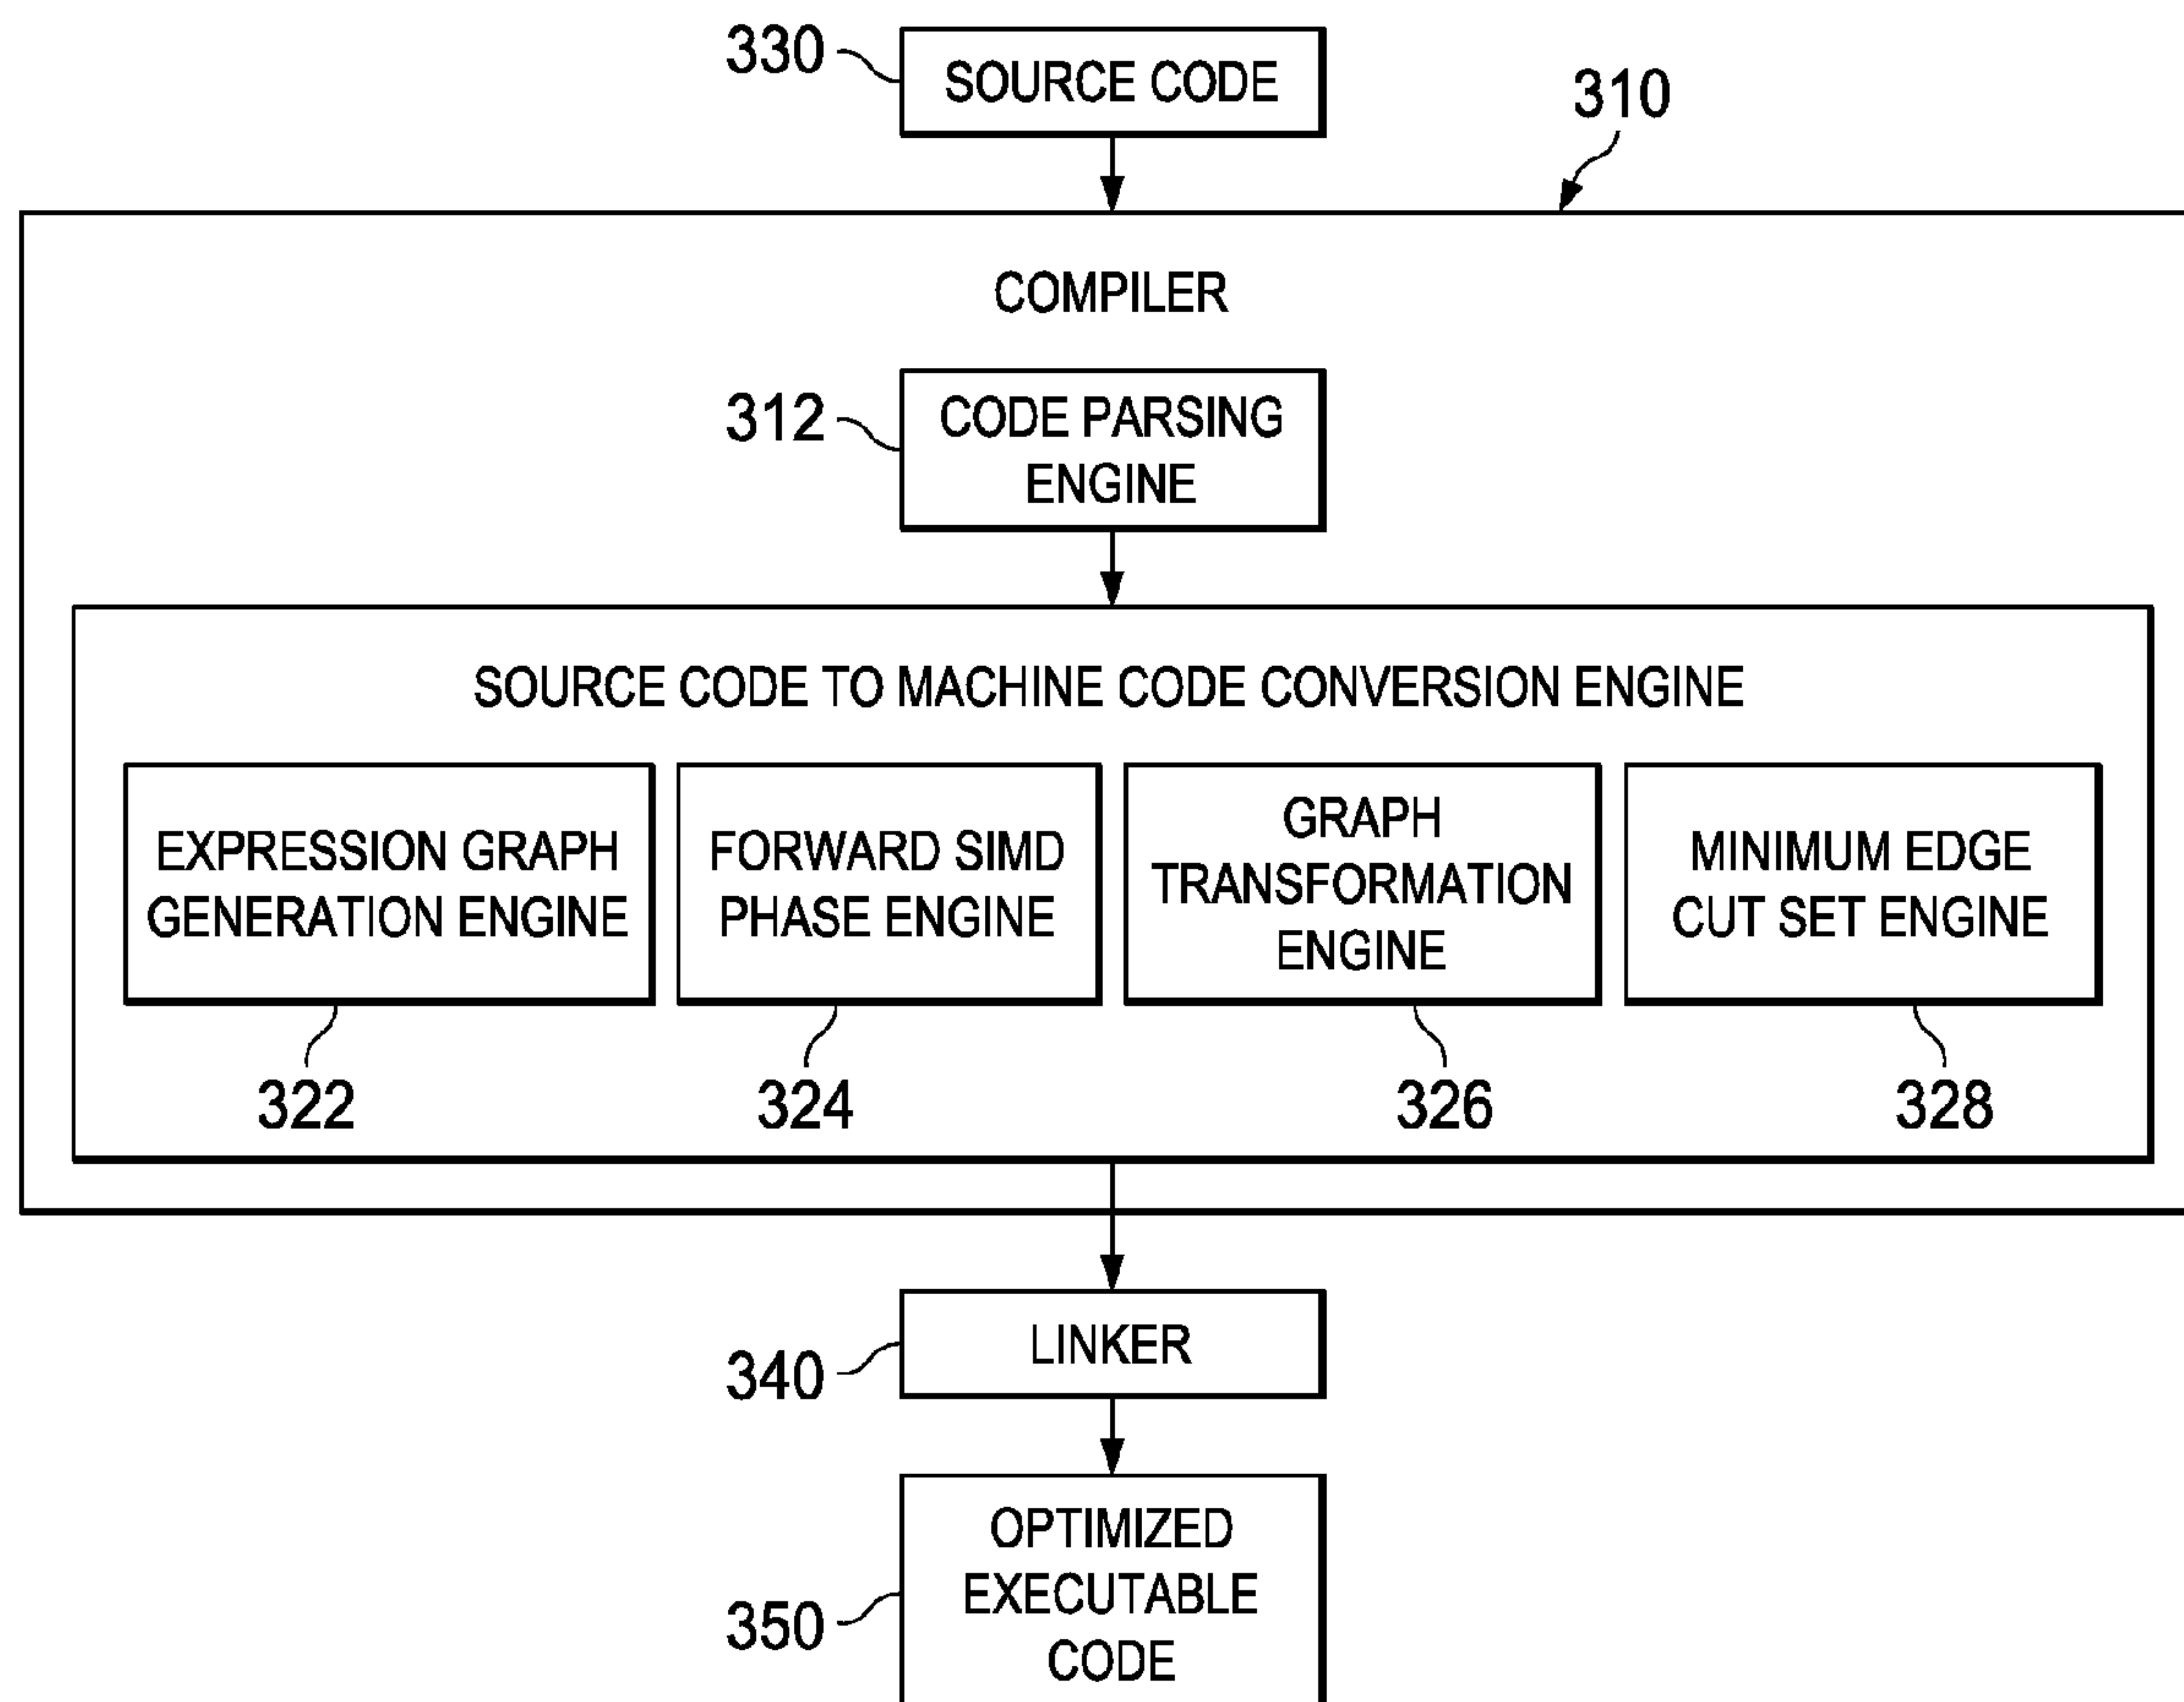 330
SOURCE CODE
310
COMPILER
312
CODE PARSING
ENGINE
SOURCE CODE TO MACHINE CODE CONVERSION ENGINE
EXPRESSION GRAPH
GENERATION ENGINE
FORWARD SIMD
PHASE ENGINE
GRAPH
TRANSFORMATION
ENGINE
MINIMUM EDGE
CUT SET ENGINE
322
324
326
328
LINKER
340
OPTIMIZED
EXECUTABLE
CODE
350